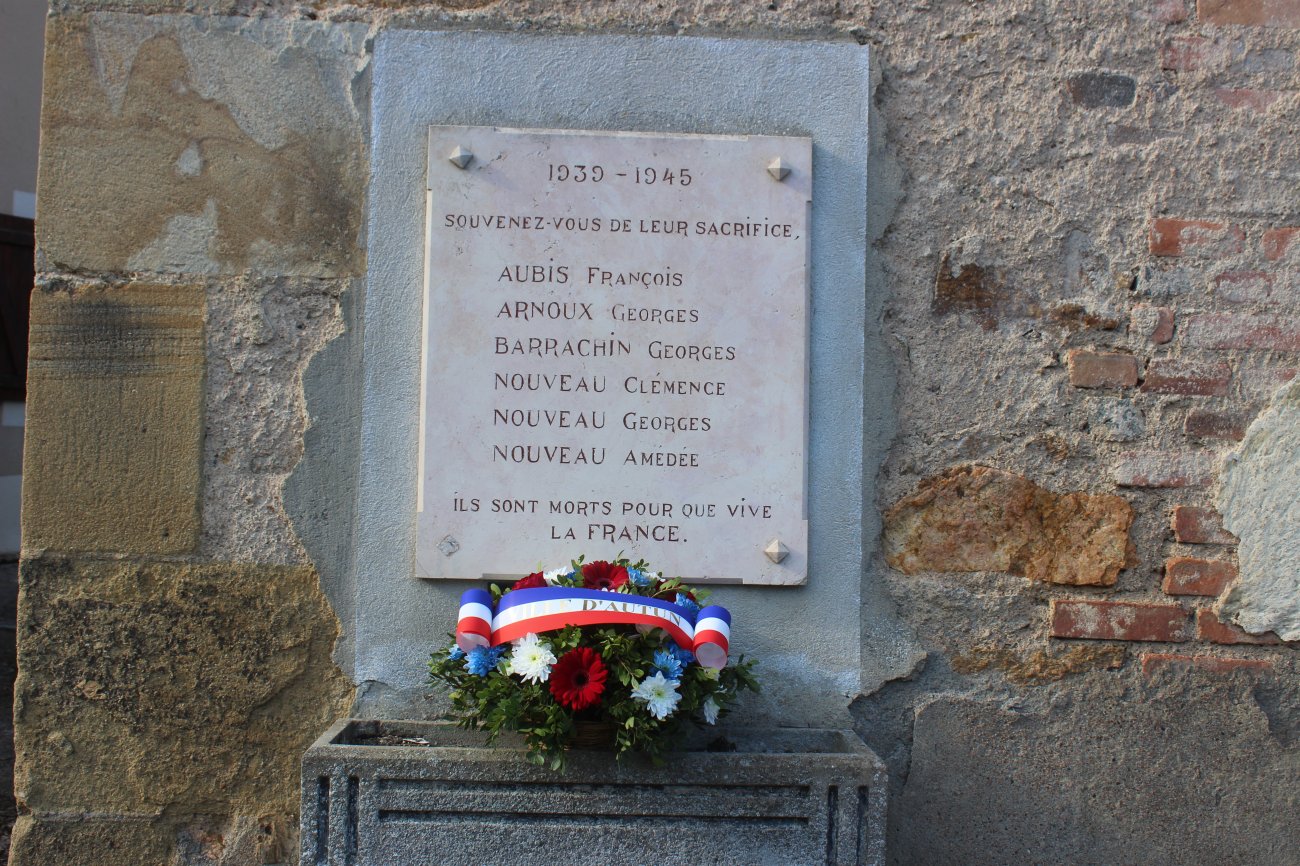 1939 - 1945
SOUVENEZ-VOUS DE LEUR SACRIFICE,
AUBIS FRANÇOIS
ARNOUX GEORGES
BARRACHIN GEORGES
NOUVEAU CLÉMENCE
NOUVEAU GEORGES
NOUVEAU AMÉDÉE
ILS SONT MORTS POUR QUE VIVE
LA FRANCE.
VILLE D'AUTUN